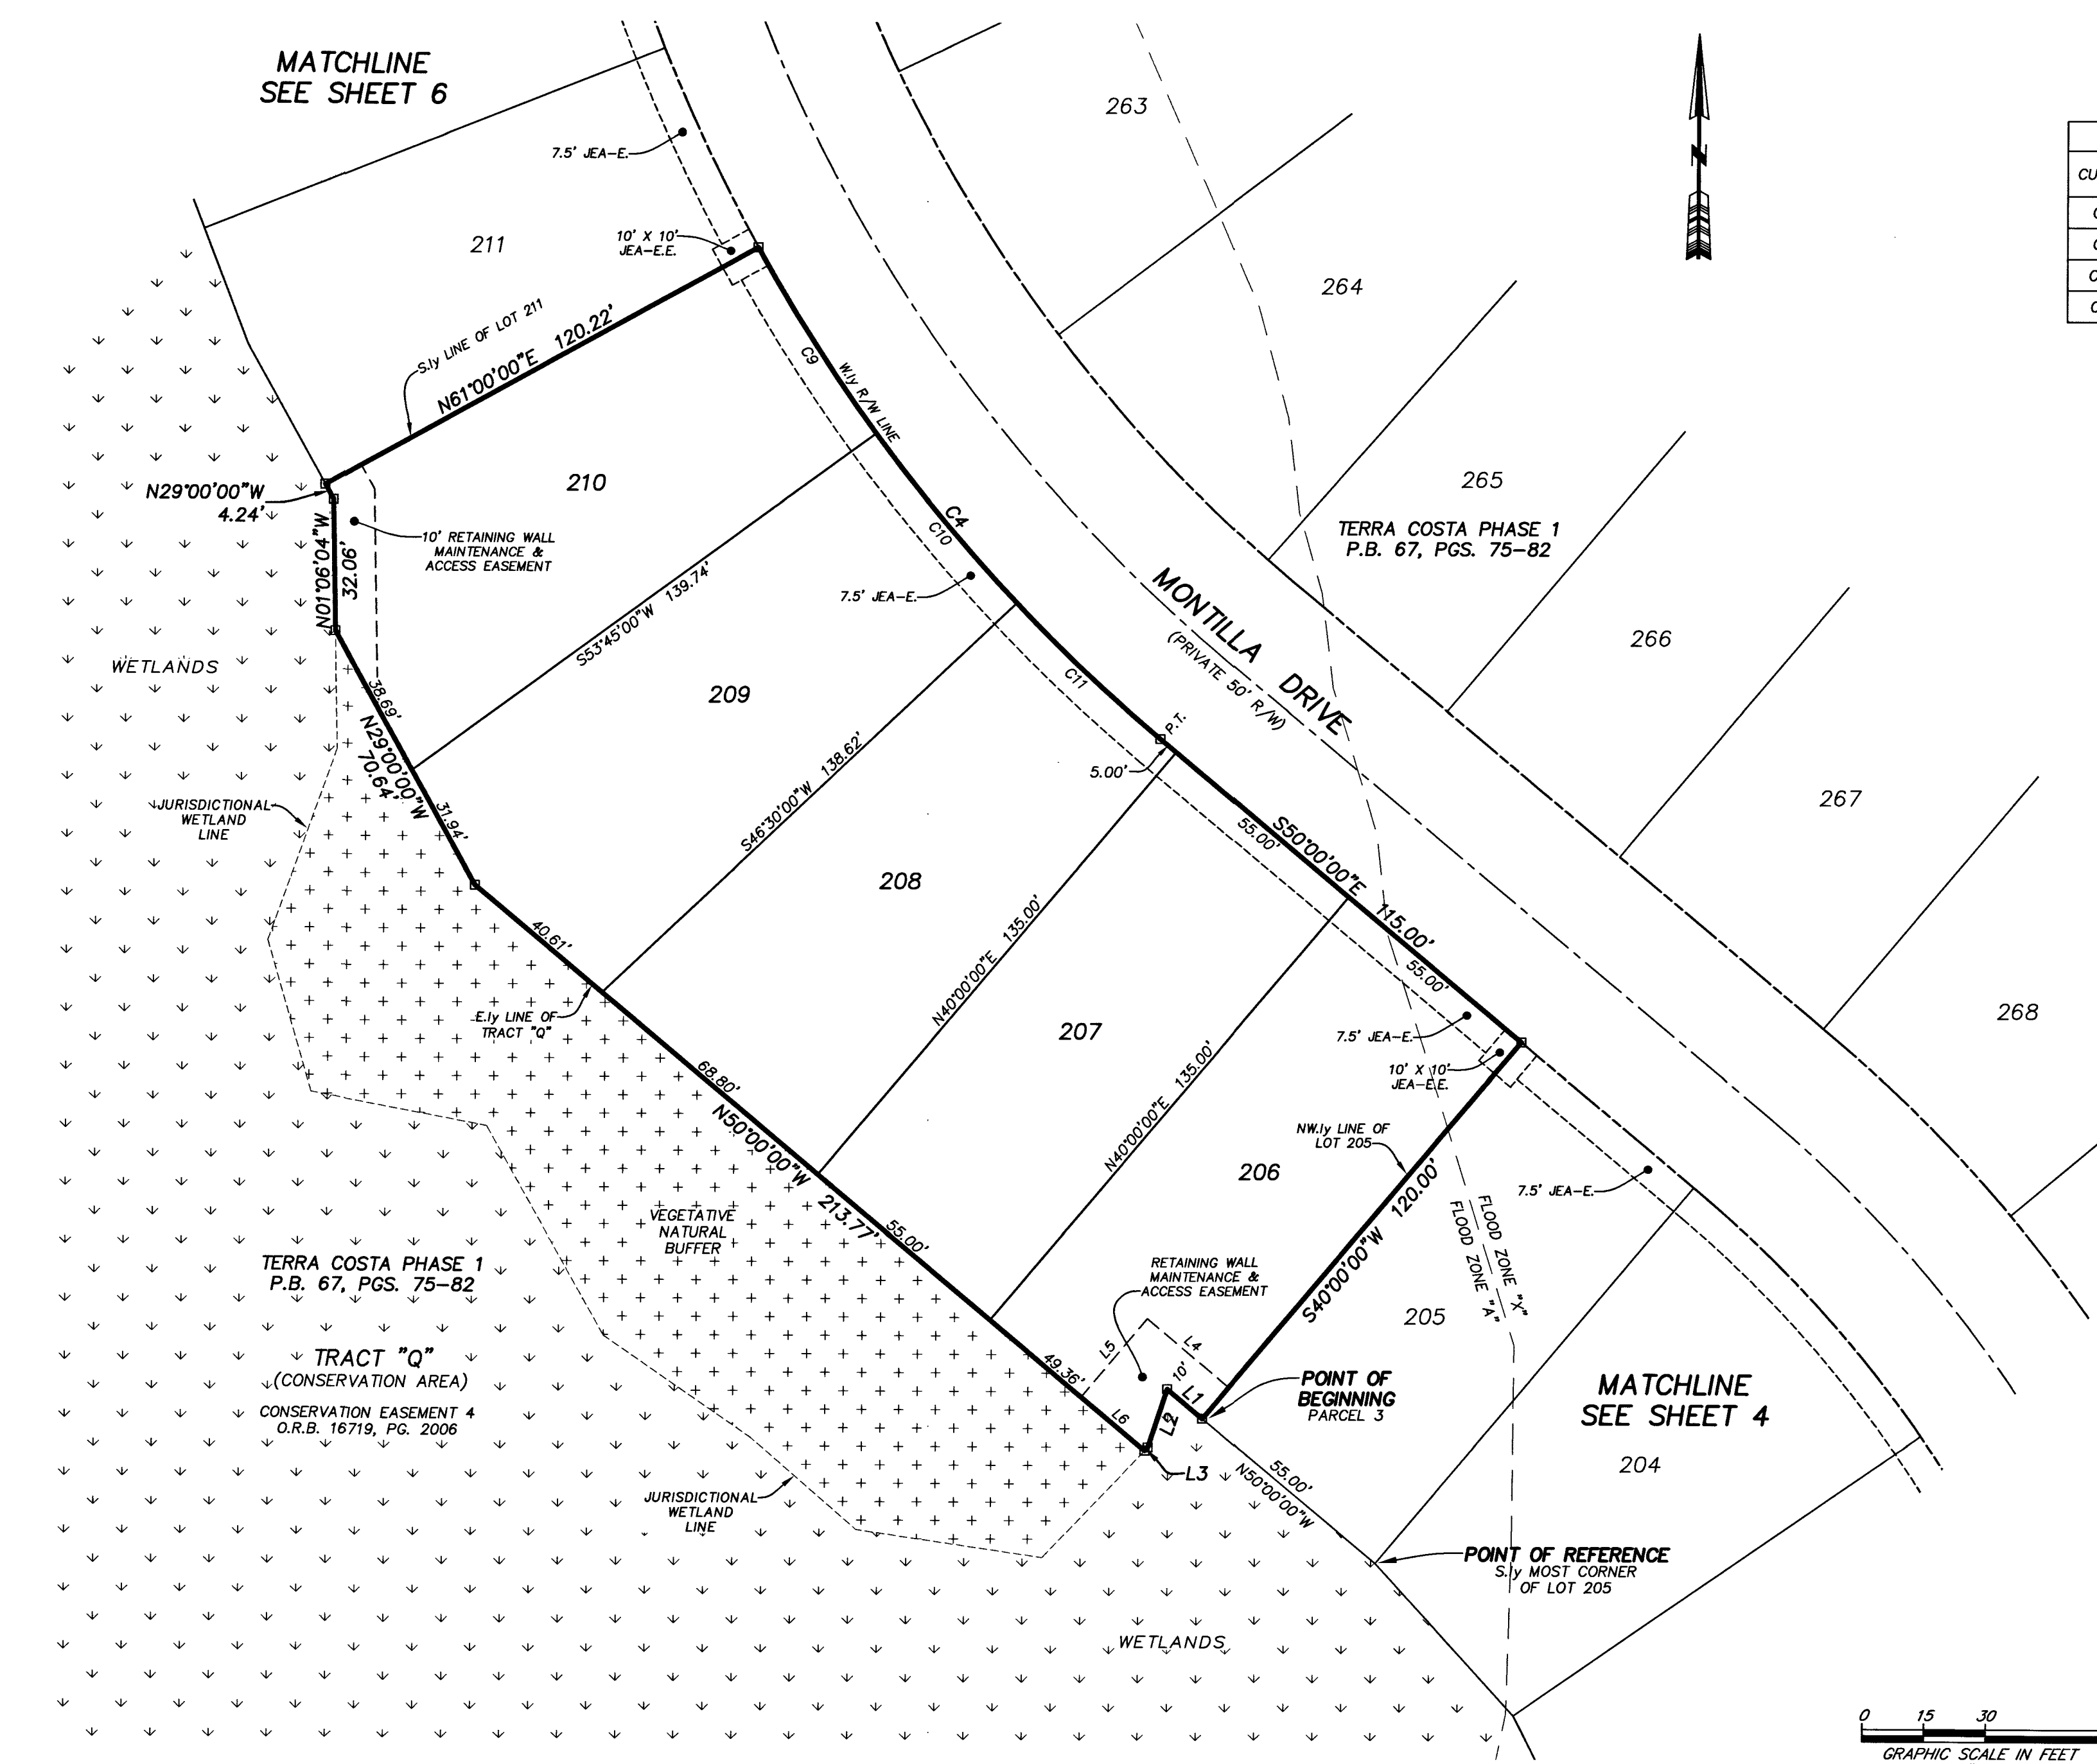 MATCHLINE
SEE SHEET 6
263
7.5' JEA-E.
10' X 10'
JEA-E.E.
211
N
264
S.ly LINE OF LOT 211
N61°00'00"E 120.22'
C9
W.ly R/W LINE
210
265
TERRA COSTA PHASE 1
P.B. 67, PGS. 75-82
N29°00'00"W
4.24'
N01°06'04"W
32.06'
10' RETAINING WALL
MAINTENANCE &
ACCESS EASEMENT
C4
C10
7.5' JEA-E.
S53°45'00"W 139.74'
MONTILLA DRIVE
(PRIVATE 50' R/W)
266
WETLANDS
38.69'
N29°00'00"W
70.64'
31.94'
209
C11
P.T.
5.00'
267
JURISDICTIONAL
WETLAND
LINE
S46°30'00"W 138.62'
208
55.00'
S50°00'00"E 115.00'
55.00'
40.61'
N40°00'00"E 135.00'
268
E.ly LINE OF
TRACT "Q"
207
7.5' JEA-E.
10' X 10'
JEA-E.E.
68.80'
N50°00'00"W 213.77'
N40°00'00"E 135.00'
NW.ly LINE OF
LOT 205
206
7.5' JEA-E.
S40°00'00"W 120.00'
FLOOD ZONE "X"
FLOOD ZONE "A"
VEGETATIVE
NATURAL
BUFFER
55.00'
TERRA COSTA PHASE 1
P.B. 67, PGS. 75-82
RETAINING WALL
MAINTENANCE &
ACCESS EASEMENT
205
L5
L4
10'
49.36'
L1
L2
L6
L3
POINT OF
BEGINNING
PARCEL 3
MATCHLINE
SEE SHEET 4
TRACT "Q"
(CONSERVATION AREA)
CONSERVATION EASEMENT 4
O.R.B. 16719, PG. 2006
204
55.00'
N50°00'00"W
JURISDICTIONAL
WETLAND
LINE
POINT OF REFERENCE
S.ly MOST CORNER
OF LOT 205
WETLANDS
0 15 30
GRAPHIC SCALE IN FEET